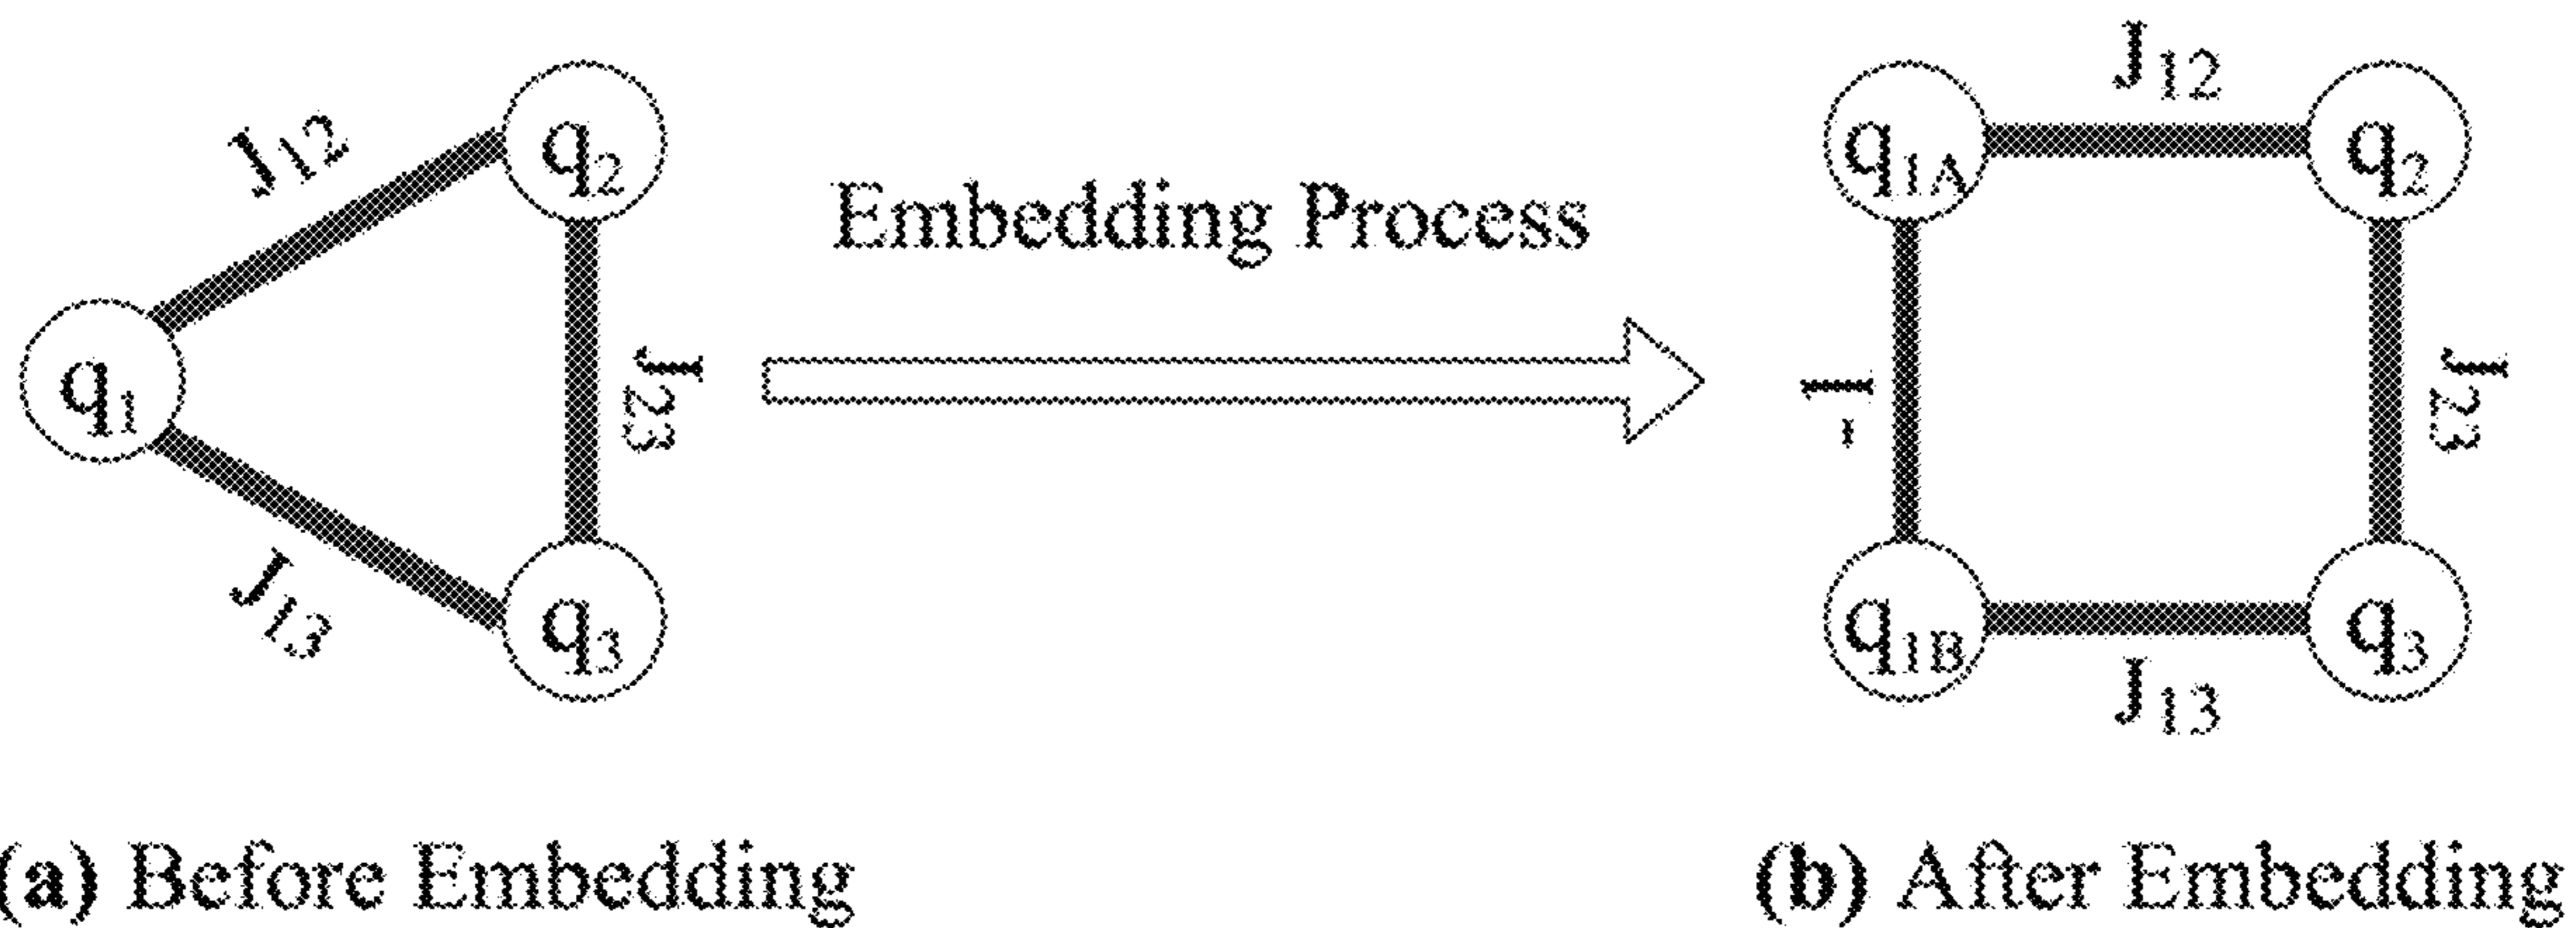 J12
q2
q1
J23
J13
q3
Embedding Process
J12
q1A
q2
-1
J23
q1B
q3
J13
(a) Before Embedding
(b) After Embedding